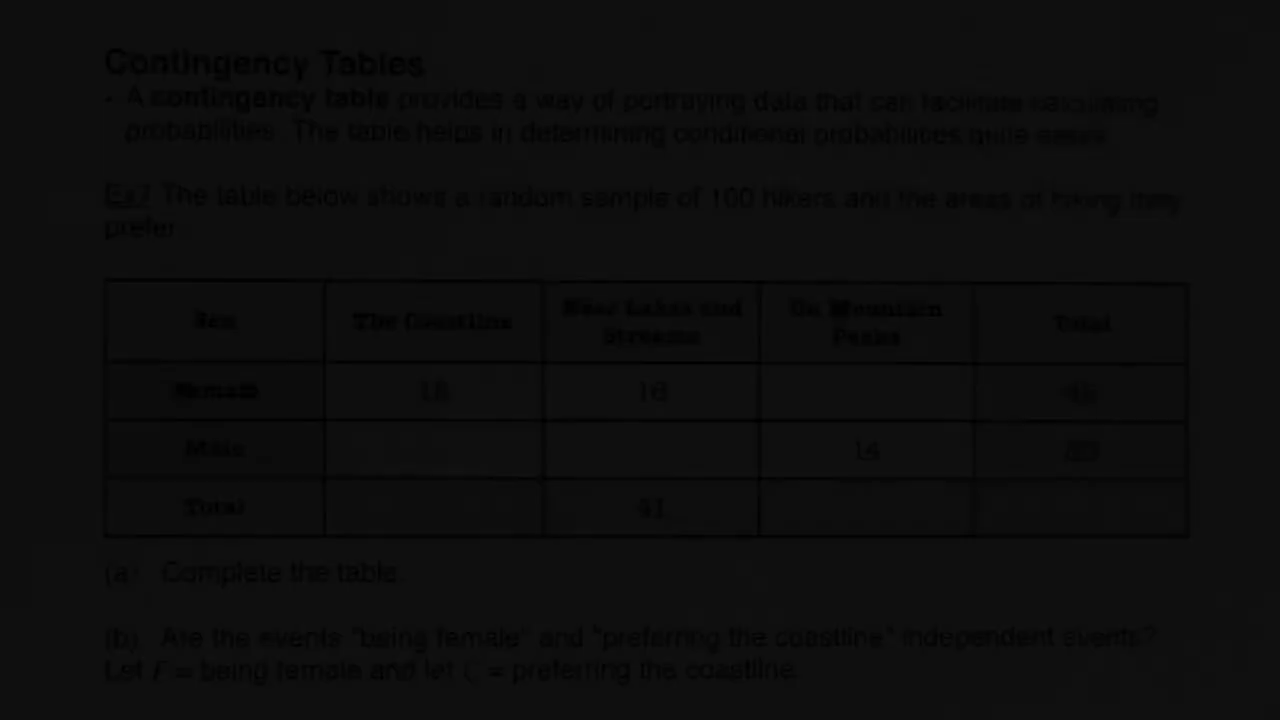 Contingency Tables
- A contingency table provides a way of portraying data that can facilitate calculating
probabilities. The table helps in determining conditional probabilities quite easily.
Ex? The table below shows a random sample of 100 hikers and the areas of hiking they
prefer.
Sex The Coastline Near Lakes and On Mountain Total
Streams Peaks
Female 18 16 45
Male 14 55
Total 41
(a) Complete the table.
(b) Are the events "being female" and "preferring the coastline" independent events?
Let F = being female and let C = preferring the coastline.